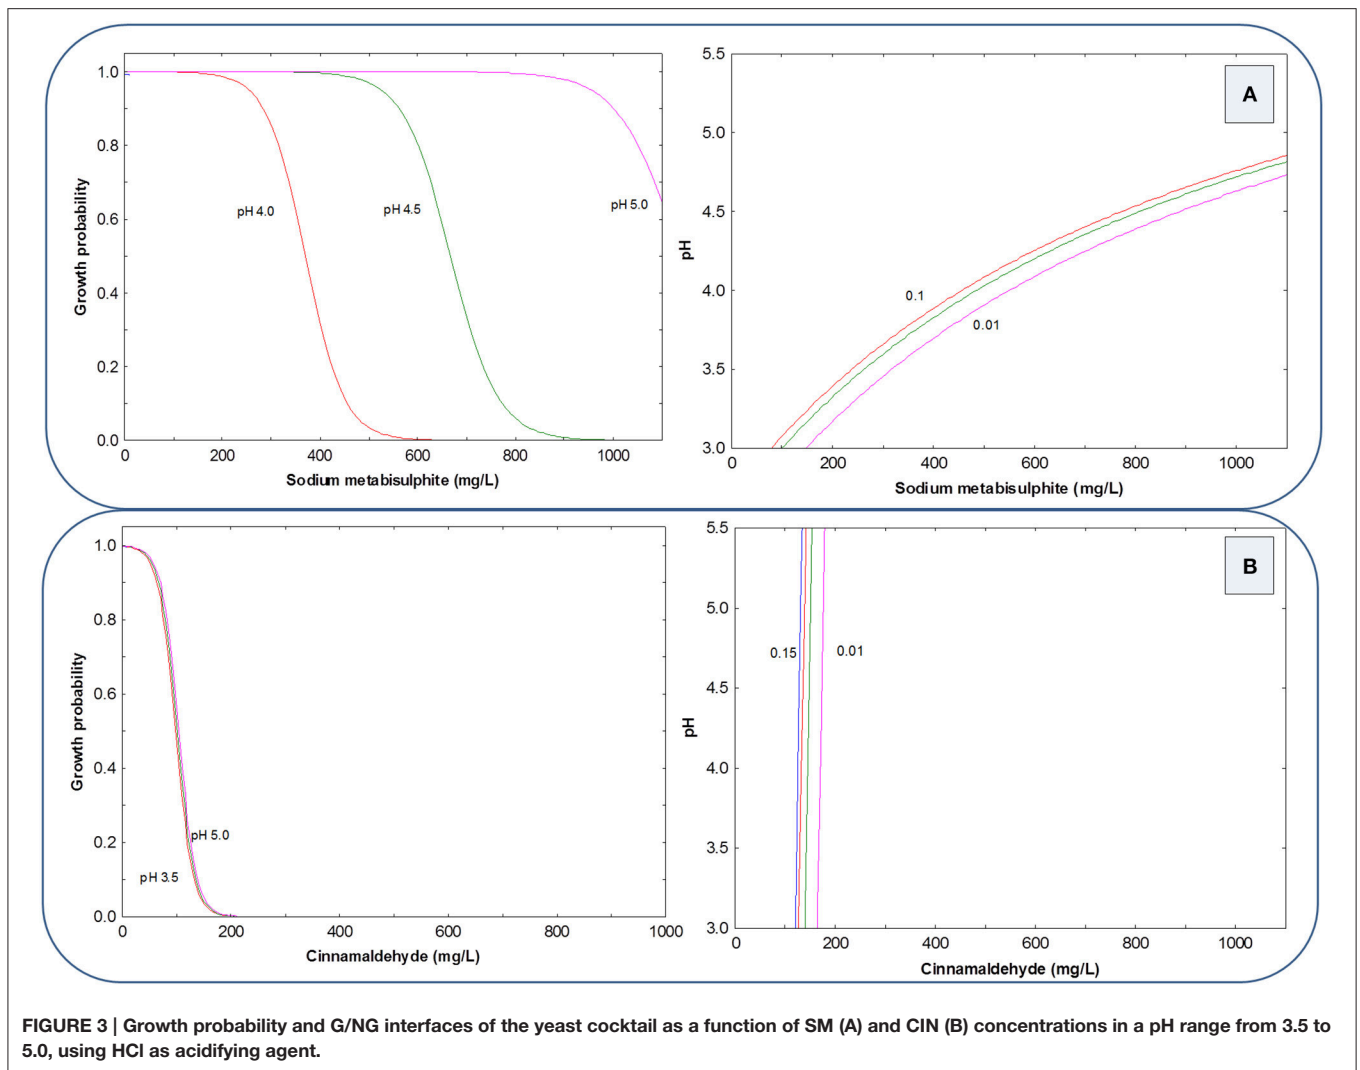 1.0
0.8
0.6
0.4
0.2
0.0
Growth probability
pH 4.0
pH 4.5
pH 5.0
0 200 400 600 800 1000
Sodium metabisulphite (mg/L)
A
5.5
5.0
4.5
4.0
3.5
3.0
pH
0.1
0.01
0 200 400 600 800 1000
Sodium metabisulphite (mg/L)
1.0
0.8
0.6
0.4
0.2
0.0
Growth probability
pH 5.0
pH 3.5
0 200 400 600 800 1000
Cinnamaldehyde (mg/L)
B
5.5
5.0
4.5
4.0
3.5
3.0
pH
0.15
0.01
0 200 400 600 800 1000
Cinnamaldehyde (mg/L)
FIGURE 3 | Growth probability and G/NG interfaces of the yeast cocktail as a function of SM (A) and CIN (B) concentrations in a pH range from 3.5 to
5.0, using HCl as acidifying agent.